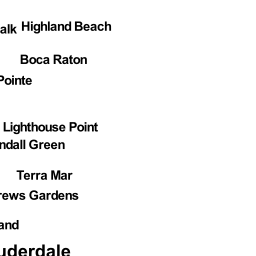 alk
Highland Beach
Boca Raton
Pointe
Lighthouse Point
ndall Green
Terra Mar
rews Gardens
and
uderdale